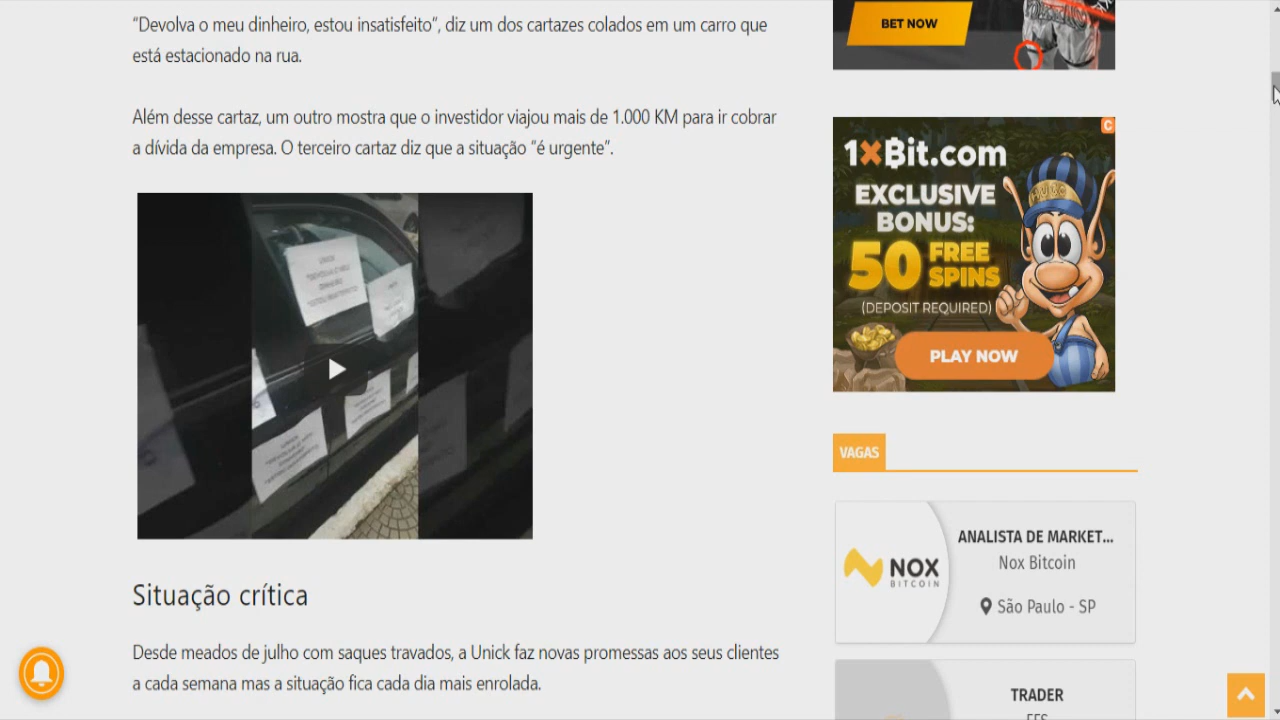 “Devolva o meu dinheiro, estou insatisfeito”, diz um dos cartazes colados em um carro que
está estacionado na rua.
Além desse cartaz, um outro mostra que o investidor viajou mais de 1.000 KM para ir cobrar
a dívida da empresa. O terceiro cartaz diz que a situação “é urgente”.
Situação crítica
Desde meados de julho com saques travados, a Unick faz novas promessas aos seus clientes
a cada semana mas a situação fica cada dia mais enrolada.
BET NOW
1×₿it.com
EXCLUSIVE
BONUS:
50 FREE
SPINS
(DEPOSIT REQUIRED)
PLAY NOW
VAGAS
NOX
BITCOIN
ANALISTA DE MARKET...
Nox Bitcoin
São Paulo - SP
TRADER